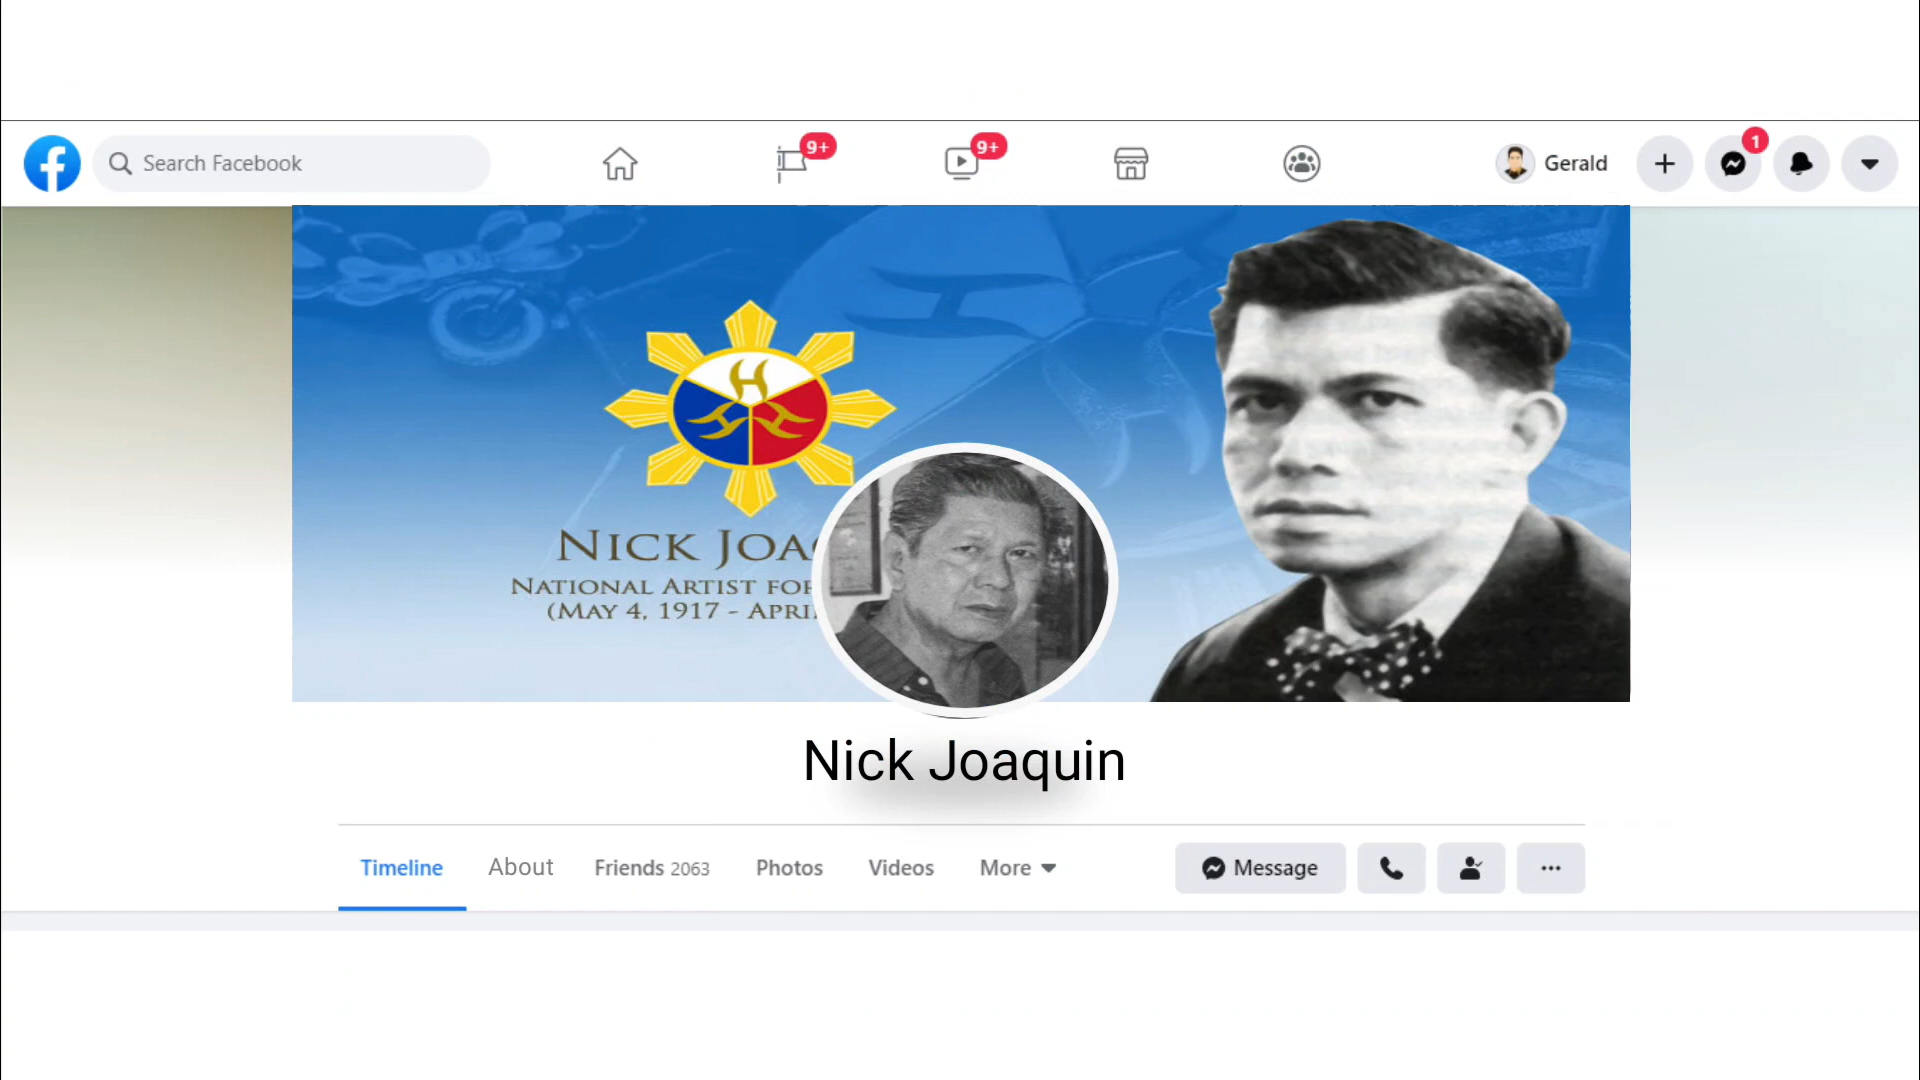 Search Facebook
9+
9+
Gerald
1
Nick Joa
National Artist for
(May 4, 1917 - Apri
Nick Joaquin
Timeline About Friends 2063 Photos Videos More Message